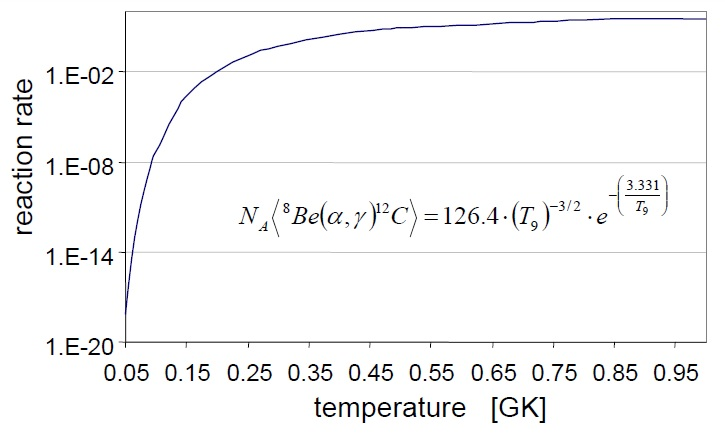 reaction rate
1.E-02
1.E-08
1.E-14
1.E-20
N_A⟨⁸Be(α,γ)¹²C⟩ = 126.4·(T₉)^(−3/2)·e^(−(3.331/T₉))
0.05 0.15 0.25 0.35 0.45 0.55 0.65 0.75 0.85 0.95
temperature [GK]